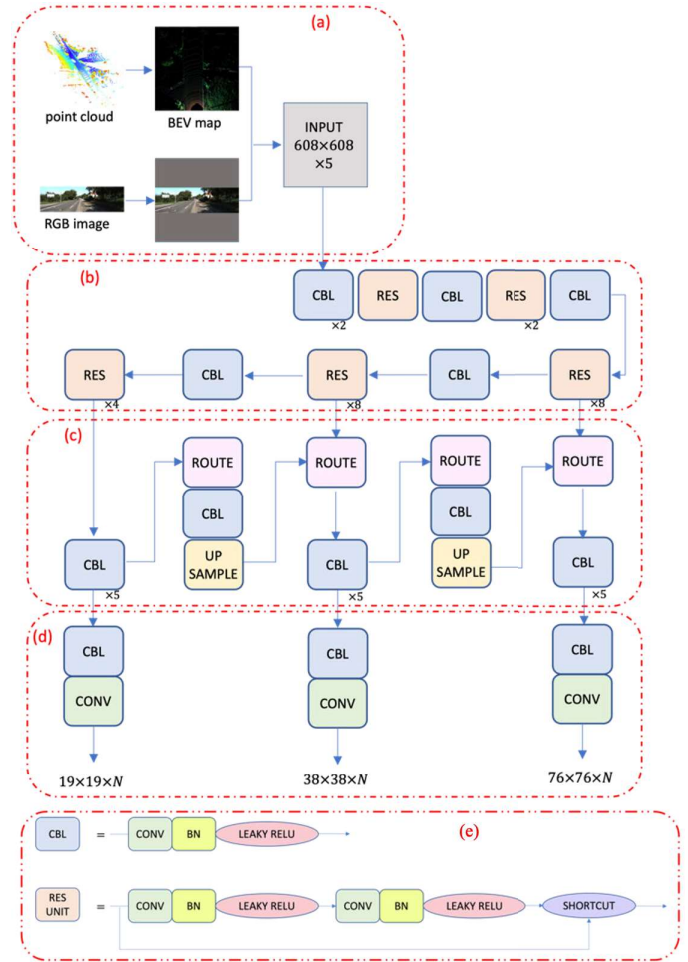 (a)
point cloud
BEV map
INPUT
608×608
×5
RGB image
(b)
CBL
×2
RES
CBL
RES
×2
CBL
RES
×4
CBL
RES
×8
CBL
RES
×8
(c)
ROUTE
ROUTE
ROUTE
ROUTE
CBL
CBL
CBL
×5
UP
SAMPLE
CBL
×5
UP
SAMPLE
CBL
×5
(d)
CBL
CBL
CBL
CONV
CONV
CONV
19×19×N
38×38×N
76×76×N
(e)
CBL
=
CONV
BN
LEAKY RELU
RES
UNIT
=
CONV
BN
LEAKY RELU
CONV
BN
LEAKY RELU
SHORTCUT